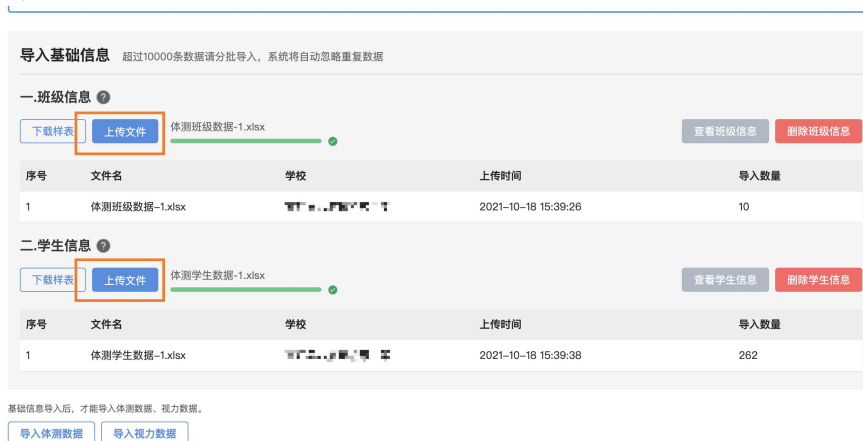 导入基础信息 超过10000条数据请分批导入，系统将自动忽略重复数据
一.班级信息 ?
下载样表 上传文件 体测班级数据-1.xlsx 查看班级信息 删除班级信息
序号 文件名 学校 上传时间 导入数量
1 体测班级数据-1.xlsx 2021-10-18 15:39:26 10
二.学生信息 ?
下载样表 上传文件 体测学生数据-1.xlsx 查看学生信息 删除学生信息
序号 文件名 学校 上传时间 导入数量
1 体测学生数据-1.xlsx 2021-10-18 15:39:38 262
基础信息导入后，才能导入体测数据、视力数据。
导入体测数据 导入视力数据